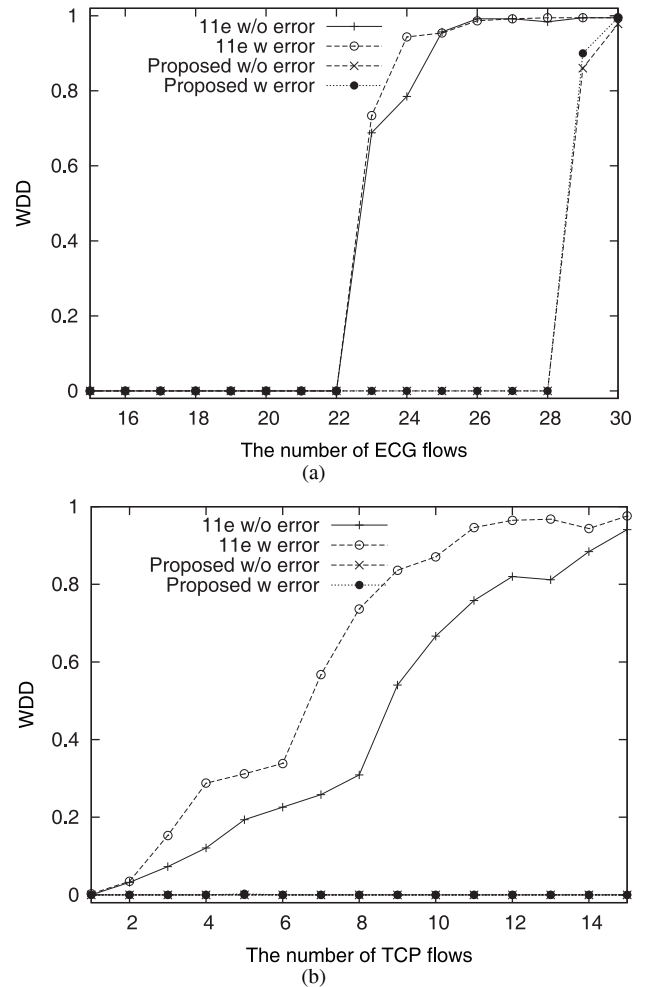 1
0.8
0.6
0.4
0.2
0
WDD
11e w/o error
11e w error
Proposed w/o error
Proposed w error
16 18 20 22 24 26 28 30
The number of ECG flows
(a)
1
0.8
0.6
0.4
0.2
0
WDD
11e w/o error
11e w error
Proposed w/o error
Proposed w error
2 4 6 8 10 12 14
The number of TCP flows
(b)